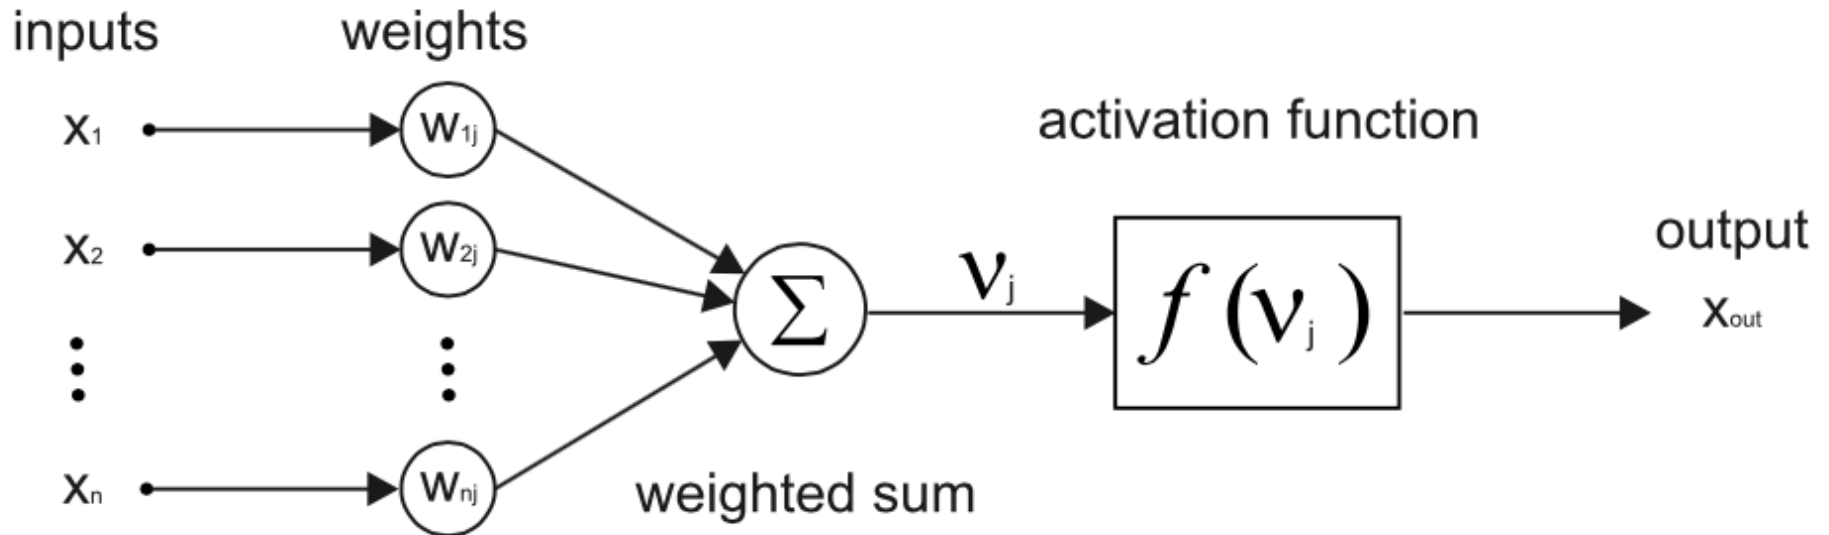 inputs
weights
x₁
w₁ⱼ
activation function
x₂
w₂ⱼ
output
Σ
νⱼ
f(νⱼ)
xₒᵤₜ
xₙ
wₙⱼ
weighted sum